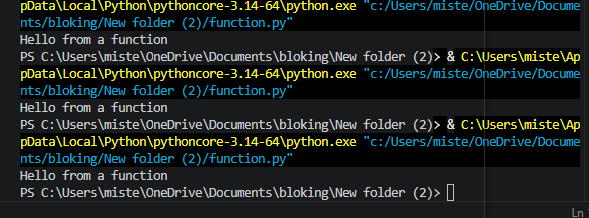 pData\Local\Python\pythoncore-3.14-64\python.exe "c:/Users/miste/OneDrive/Docume
nts/bloking/New folder (2)/function.py"
Hello from a function
PS C:\Users\miste\OneDrive\Documents\bloking\New folder (2)> & C:\Users\miste\Ap
pData\Local\Python\pythoncore-3.14-64\python.exe "c:/Users/miste/OneDrive/Docume
nts/bloking/New folder (2)/function.py"
Hello from a function
PS C:\Users\miste\OneDrive\Documents\bloking\New folder (2)> & C:\Users\miste\Ap
pData\Local\Python\pythoncore-3.14-64\python.exe "c:/Users/miste/OneDrive/Docume
nts/bloking/New folder (2)/function.py"
Hello from a function
PS C:\Users\miste\OneDrive\Documents\bloking\New folder (2)>
Ln